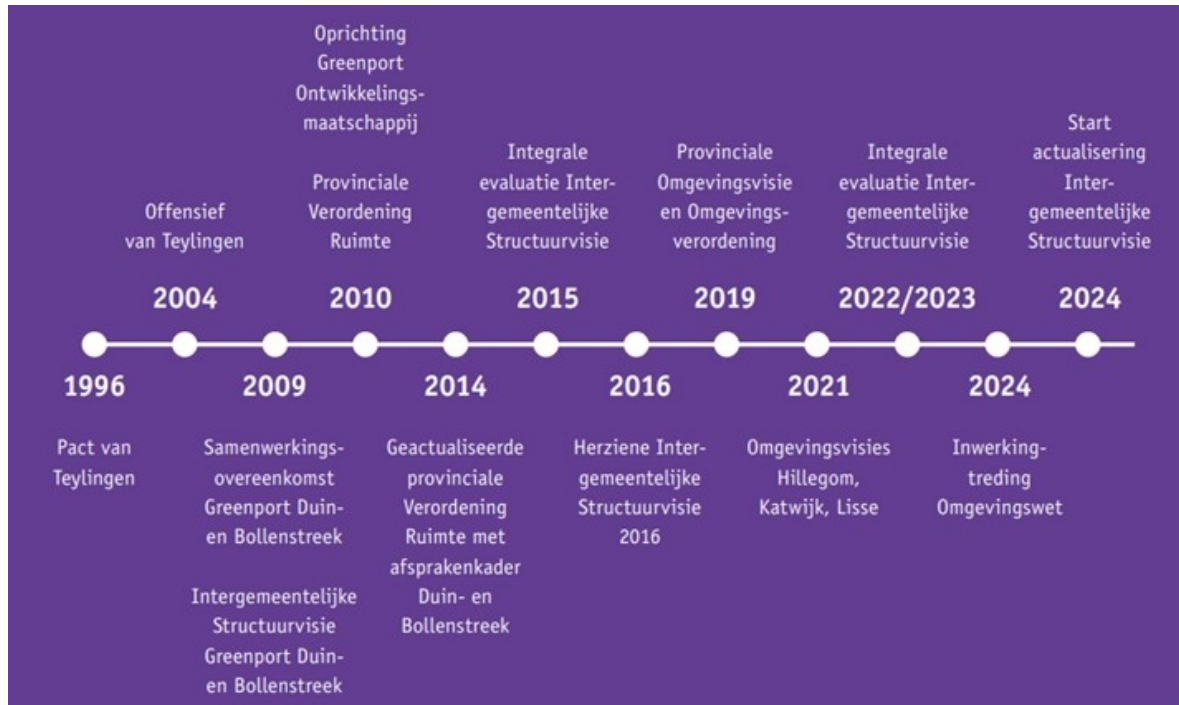 Oprichting
Greenport
Ontwikkelings-
maatschappij
Provinciale
Verordening
Ruimte
2010
Offensief
van Teylingen
2004
Integrale
evaluatie Inter-
gemeentelijke
Structuurvisie
2015
Provinciale
Omgevingsvisie
en Omgevings-
verordening
2019
Integrale
evaluatie Inter-
gemeentelijke
Structuurvisie
2022/2023
Start
actualisering
Inter-
gemeentelijke
Structuurvisie
2024
1996
Pact van
Teylingen
2009
Samenwerkings-
overeenkomst
Greenport Duin-
en Bollenstreek
Intergemeentelijke
Structuurvisie
Greenport Duin-
en Bollenstreek
2014
Geactualiseerde
provinciale
Verordening
Ruimte met
afsprakenkader
Duin- en
Bollenstreek
2016
Herziene Inter-
gemeentelijke
Structuurvisie
2016
2021
Omgevingsvisies
Hillegom,
Katwijk, Lisse
2024
Inwerking-
treding
Omgevingswet